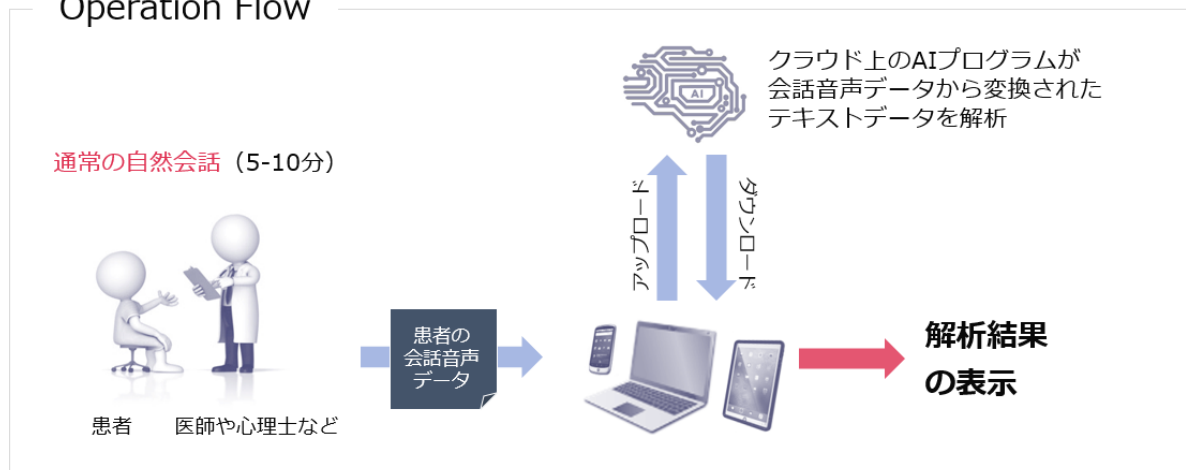 Operation Flow
クラウド上のAIプログラムが
会話音声データから変換された
テキストデータを解析
AI
通常の自然会話（5-10分）
アップロード
ダウンロード
患者の
会話音声
データ
解析結果
の表示
患者
医師や心理士など